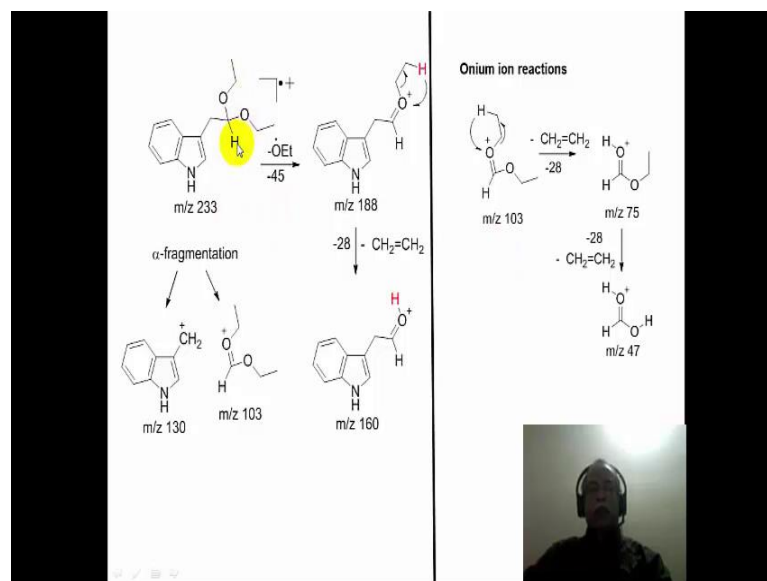 O
O
H
N
H
m/z 233
•+
•
-OEt
-45
H
O+
H
N
H
m/z 188
-28 - CH2=CH2
H
O+
H
N
H
m/z 160
α-fragmentation
+
CH2
N
H
m/z 130
+
O
O
H
m/z 103
Onium ion reactions
H
+
O
H O
m/z 103
- CH2=CH2
-28
H O+
H O
m/z 75
-28
- CH2=CH2
H O+
H O H
m/z 47